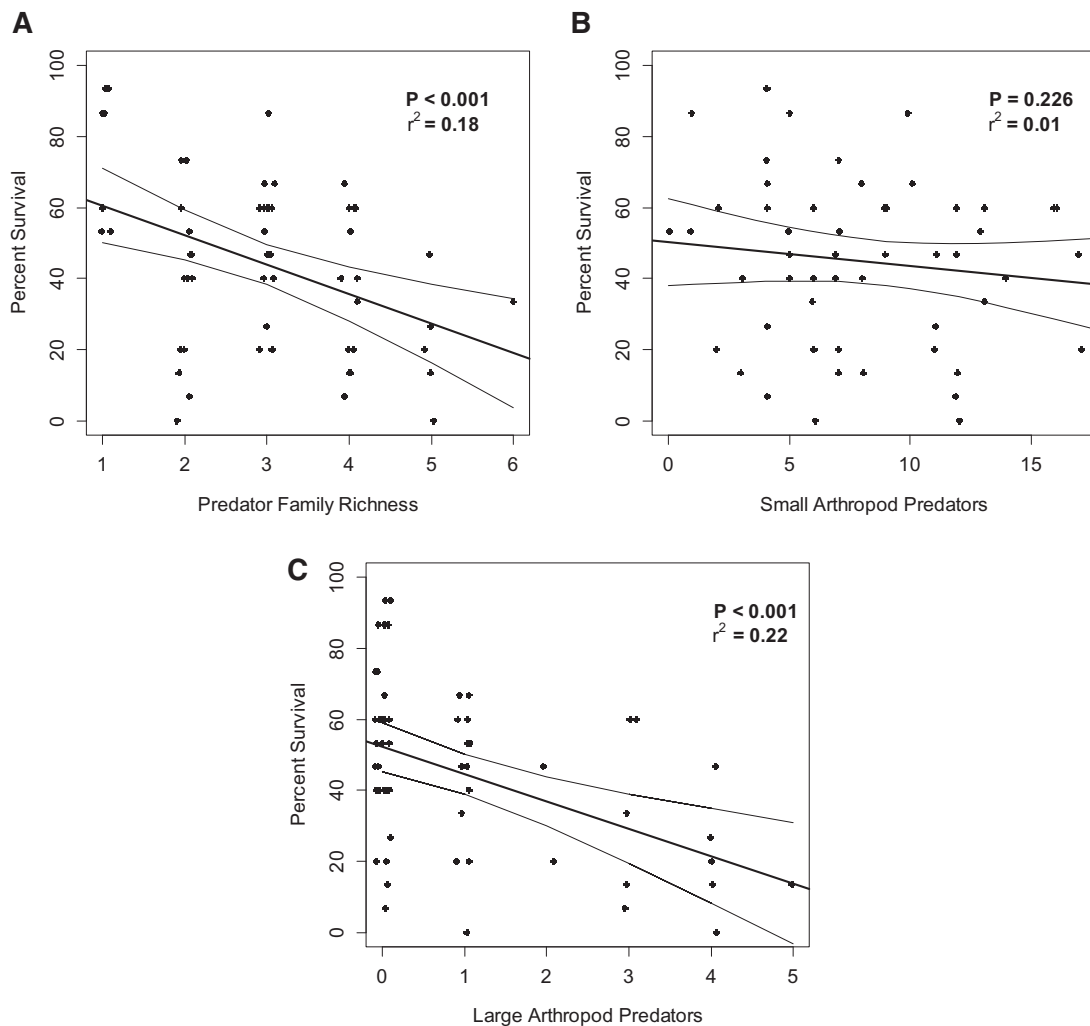 A
100
80
60
40
20
0
Percent Survival
P < 0.001
r² = 0.18
1 2 3 4 5 6
Predator Family Richness
B
100
80
60
40
20
0
Percent Survival
P = 0.226
r² = 0.01
0 5 10 15
Small Arthropod Predators
C
100
80
60
40
20
0
Percent Survival
P < 0.001
r² = 0.22
0 1 2 3 4 5
Large Arthropod Predators